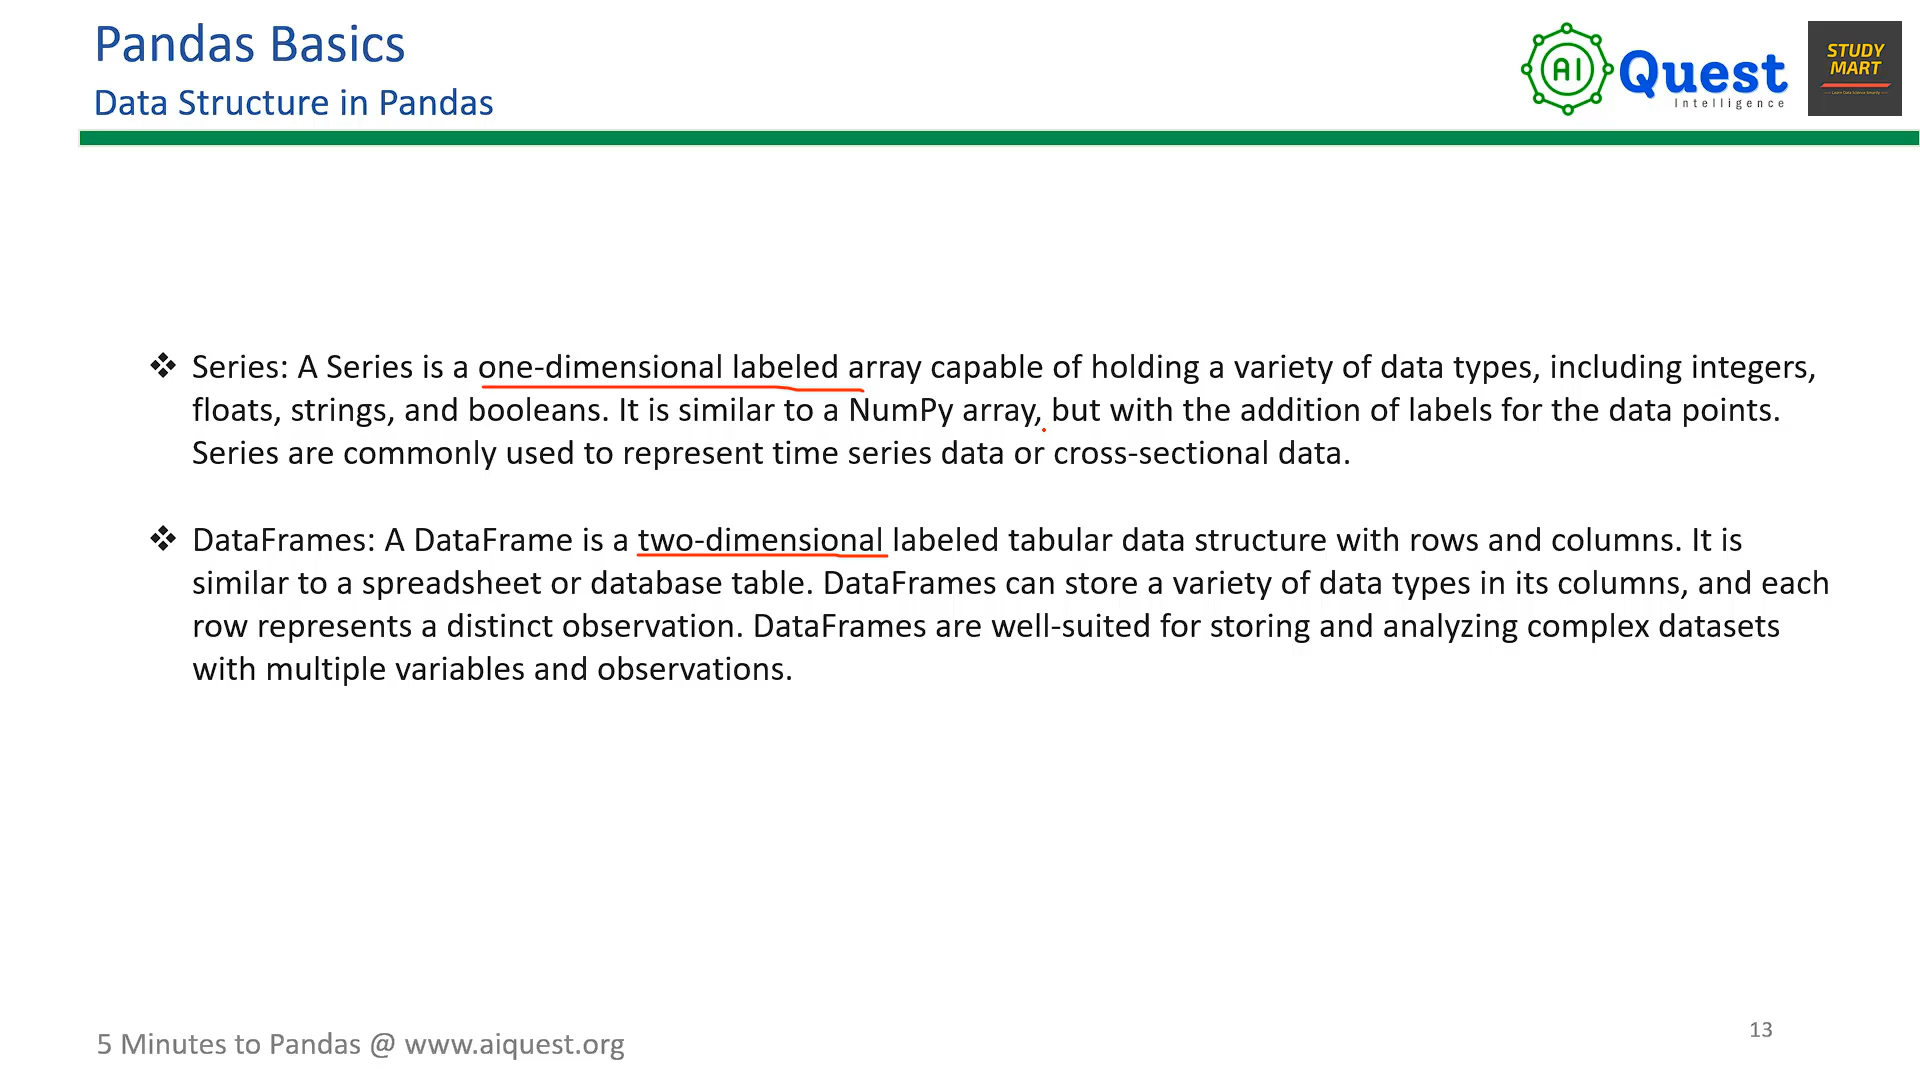 Pandas Basics
Data Structure in Pandas
AI Quest
Intelligence
STUDY
MART
❖ Series: A Series is a one-dimensional labeled array capable of holding a variety of data types, including integers,
floats, strings, and booleans. It is similar to a NumPy array, but with the addition of labels for the data points.
Series are commonly used to represent time series data or cross-sectional data.
❖ DataFrames: A DataFrame is a two-dimensional labeled tabular data structure with rows and columns. It is
similar to a spreadsheet or database table. DataFrames can store a variety of data types in its columns, and each
row represents a distinct observation. DataFrames are well-suited for storing and analyzing complex datasets
with multiple variables and observations.
5 Minutes to Pandas @ www.aiquest.org
13